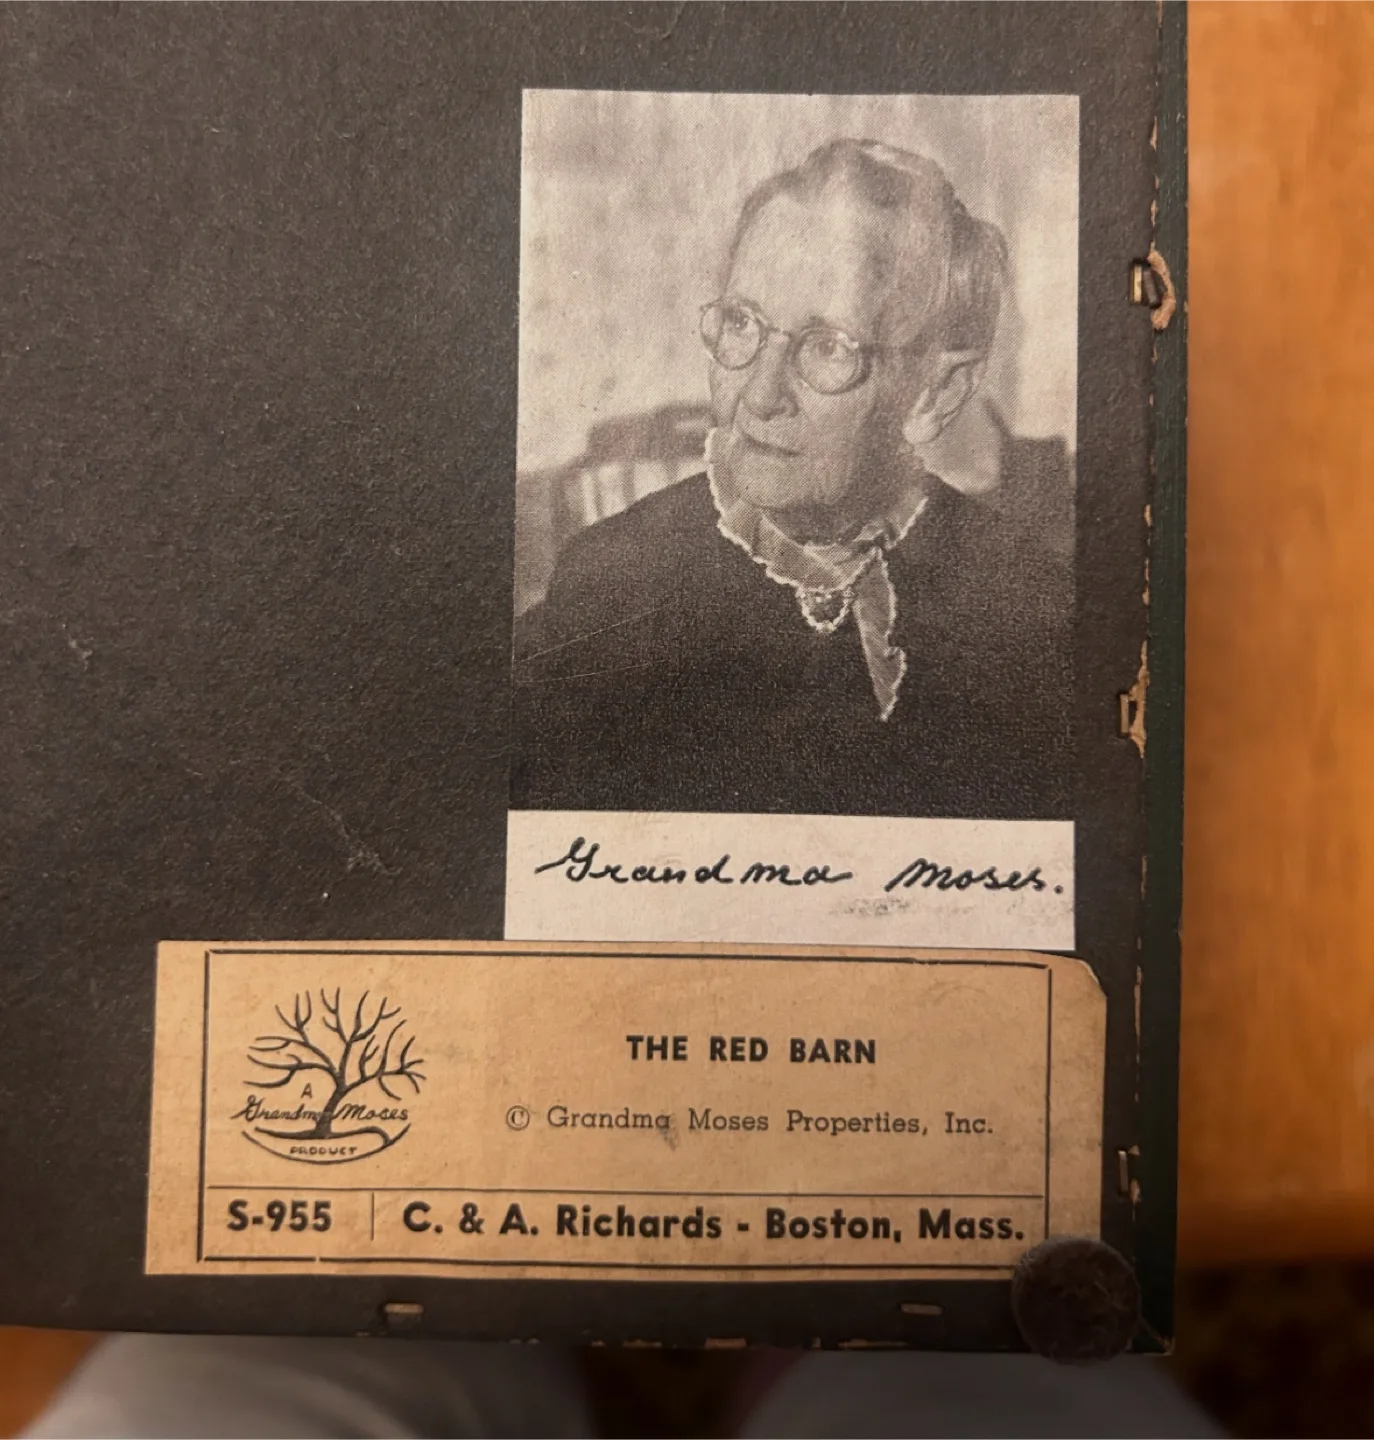 Grandma Moses.
A
Grandma Moses
PRODUCT
THE RED BARN
© Grandma Moses Properties, Inc.
S-955
C. & A. Richards - Boston, Mass.